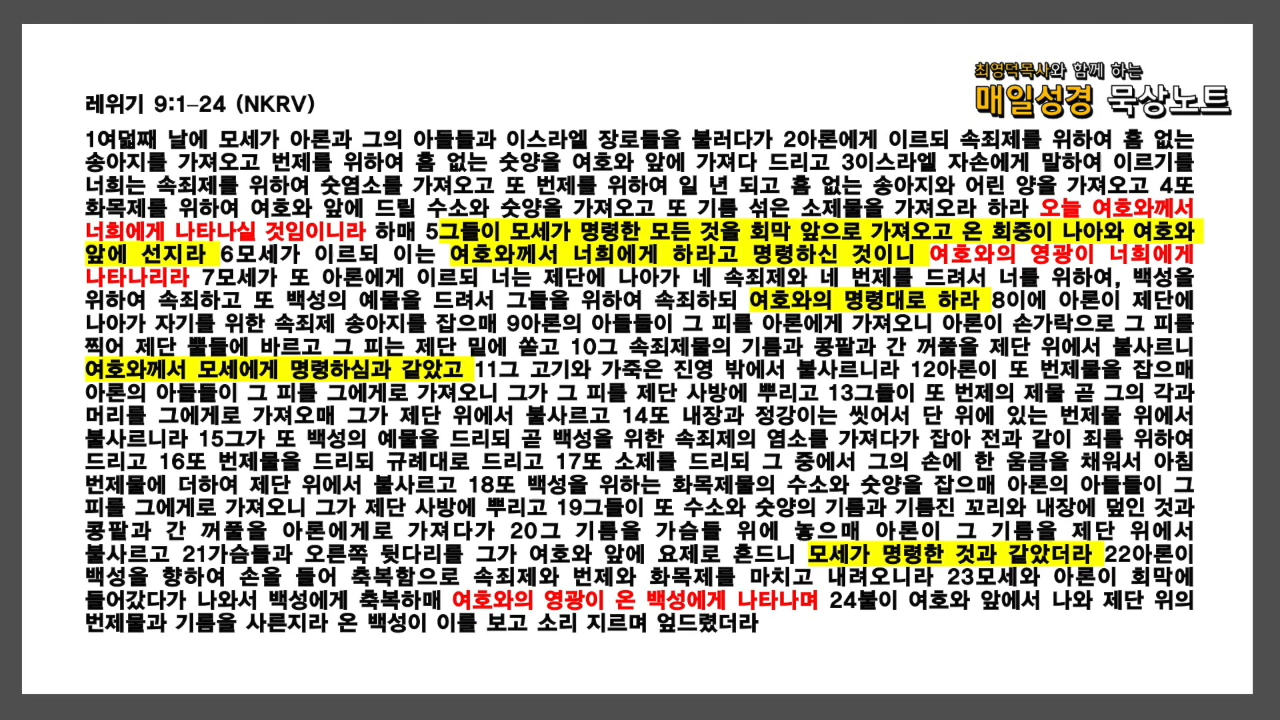 최영덕목사와 함께 하는
매일성경 묵상노트
레위기 9:1–24 (NKRV)
1여덟째 날에 모세가 아론과 그의 아들들과 이스라엘 장로들을 불러다가 2아론에게 이르되 속죄제를 위하여 흠 없는
송아지를 가져오고 번제를 위하여 흠 없는 숫양을 여호와 앞에 가져다 드리고 3이스라엘 자손에게 말하여 이르기를
너희는 속죄제를 위하여 숫염소를 가져오고 또 번제를 위하여 일 년 되고 흠 없는 송아지와 어린 양을 가져오고 4또
화목제를 위하여 여호와 앞에 드릴 수소와 숫양을 가져오고 또 기름 섞은 소제물을 가져오라 하라 오늘 여호와께서
너희에게 나타나실 것임이니라 하매 5그들이 모세가 명령한 모든 것을 회막 앞으로 가져오고 온 회중이 나아와 여호와
앞에 선지라 6모세가 이르되 이는 여호와께서 너희에게 하라고 명령하신 것이니 여호와의 영광이 너희에게
나타나리라 7모세가 또 아론에게 이르되 너는 제단에 나아가 네 속죄제와 네 번제를 드려서 너를 위하여, 백성을
위하여 속죄하고 또 백성의 예물을 드려서 그들을 위하여 속죄하되 여호와의 명령대로 하라 8이에 아론이 제단에
나아가 자기를 위한 속죄제 송아지를 잡으매 9아론의 아들들이 그 피를 아론에게 가져오니 아론이 손가락으로 그 피를
찍어 제단 뿔들에 바르고 그 피는 제단 밑에 쏟고 10그 속죄제물의 기름과 콩팥과 간 꺼풀을 제단 위에서 불사르니
여호와께서 모세에게 명령하심과 같았고 11그 고기와 가죽은 진영 밖에서 불사르니라 12아론이 또 번제물을 잡으매
아론의 아들들이 그 피를 그에게로 가져오니 그가 그 피를 제단 사방에 뿌리고 13그들이 또 번제의 제물 곧 그의 각과
머리를 그에게로 가져오매 그가 제단 위에서 불사르고 14또 내장과 정강이는 씻어서 단 위에 있는 번제물 위에서
불사르니라 15그가 또 백성의 예물을 드리되 곧 백성을 위한 속죄제의 염소를 가져다가 잡아 전과 같이 죄를 위하여
드리고 16또 번제물을 드리되 규례대로 드리고 17또 소제를 드리되 그 중에서 그의 손에 한 움큼을 채워서 아침
번제물에 더하여 제단 위에서 불사르고 18또 백성을 위하는 화목제물의 수소와 숫양을 잡으매 아론의 아들들이 그
피를 그에게로 가져오니 그가 제단 사방에 뿌리고 19그들이 또 수소와 숫양의 기름과 기름진 꼬리와 내장에 덮인 것과
콩팥과 간 꺼풀을 아론에게로 가져다가 20그 기름을 가슴들 위에 놓으매 아론이 그 기름을 제단 위에서
불사르고 21가슴들과 오른쪽 뒷다리를 그가 여호와 앞에 요제로 흔드니 모세가 명령한 것과 같았더라 22아론이
백성을 향하여 손을 들어 축복함으로 속죄제와 번제와 화목제를 마치고 내려오니라 23모세와 아론이 회막에
들어갔다가 나와서 백성에게 축복하매 여호와의 영광이 온 백성에게 나타나며 24불이 여호와 앞에서 나와 제단 위의
번제물과 기름을 사른지라 온 백성이 이를 보고 소리 지르며 엎드렸더라